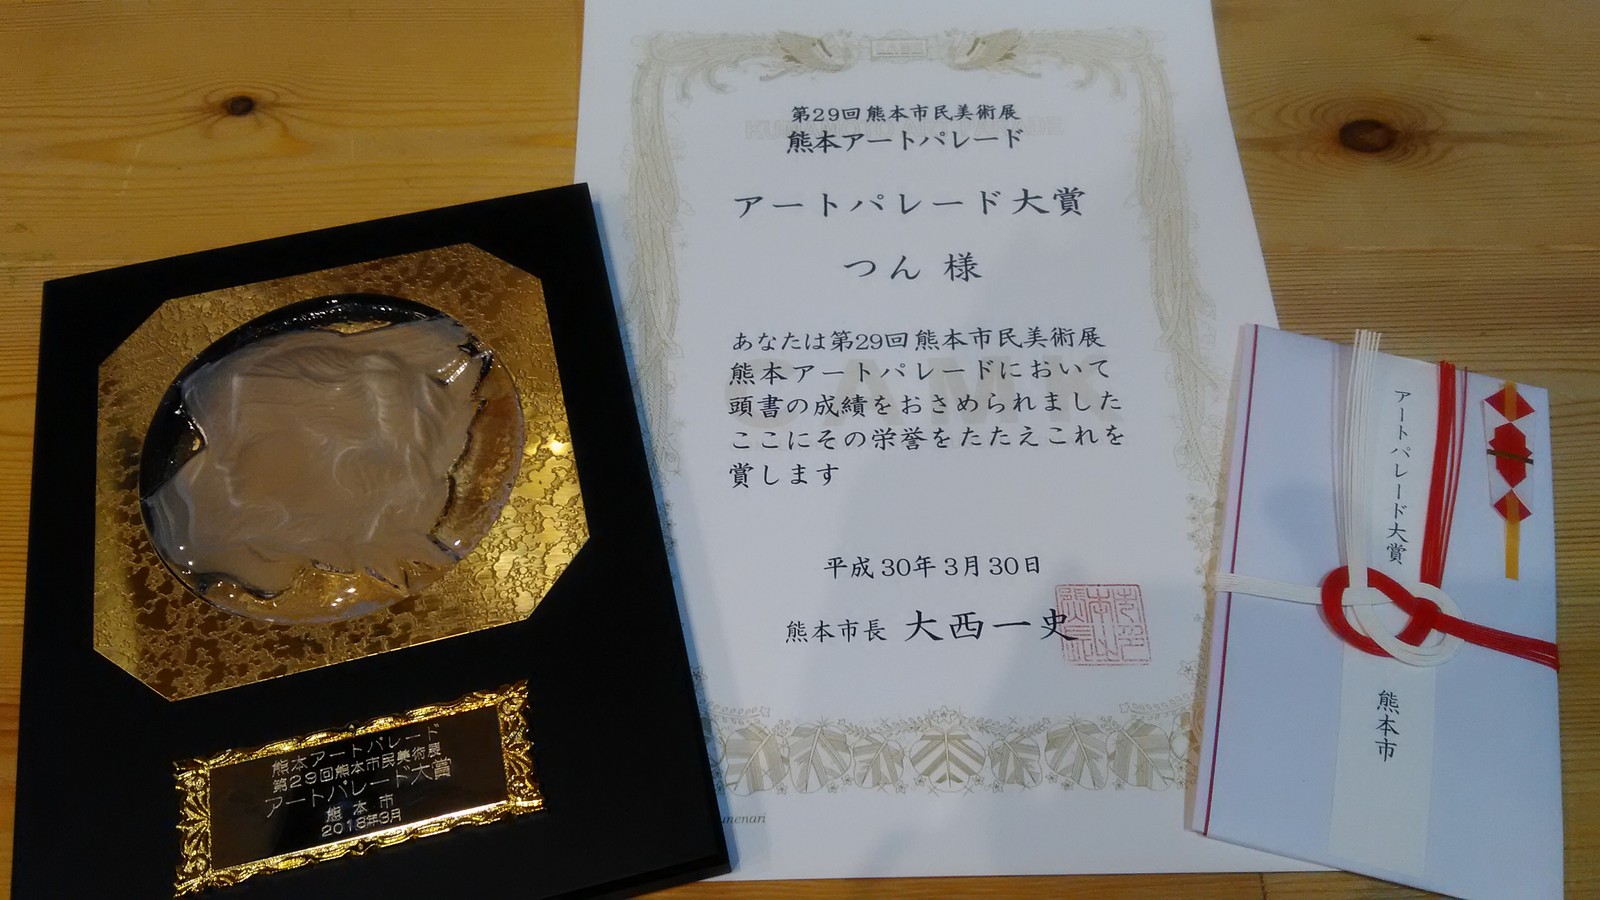 第29回熊本市民美術展
熊本アートパレード
アートパレード大賞
つん 様
あなたは第29回熊本市民美術展
熊本アートパレードにおいて
頭書の成績をおさめられました
ここにその栄誉をたたえこれを
賞します
平成30年3月30日
熊本市長 大西一史
熊本アートパレード
第29回熊本市民美術展
アートパレード大賞
熊本市
2018年3月
アートパレード大賞
熊本市